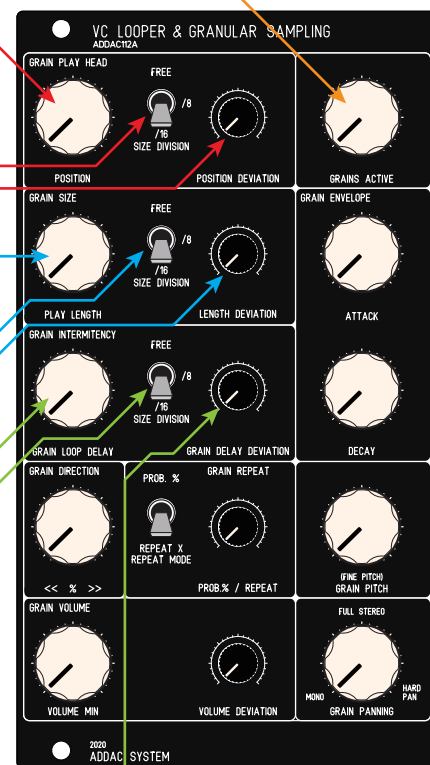 VC LOOPER & GRANULAR SAMPLING
ADDAC112A
GRAIN PLAY HEAD
FREE
/8
/16
SIZE DIVISION
POSITION
POSITION DEVIATION
GRAINS ACTIVE
GRAIN SIZE
FREE
/8
/16
SIZE DIVISION
PLAY LENGTH
LENGTH DEVIATION
GRAIN ENVELOPE
ATTACK
GRAIN INTERMITENCY
FREE
/8
/16
SIZE DIVISION
GRAIN LOOP DELAY
GRAIN DELAY DEVIATION
DECAY
GRAIN DIRECTION
<< % >>
PROB. %
GRAIN REPEAT
REPEAT X
REPEAT MODE
PROB.% / REPEAT
(FINE PITCH)
GRAIN PITCH
GRAIN VOLUME
VOLUME MIN
VOLUME DEVIATION
FULL STEREO
MONO
HARD
PAN
GRAIN PANNING
2020
ADDAC SYSTEM